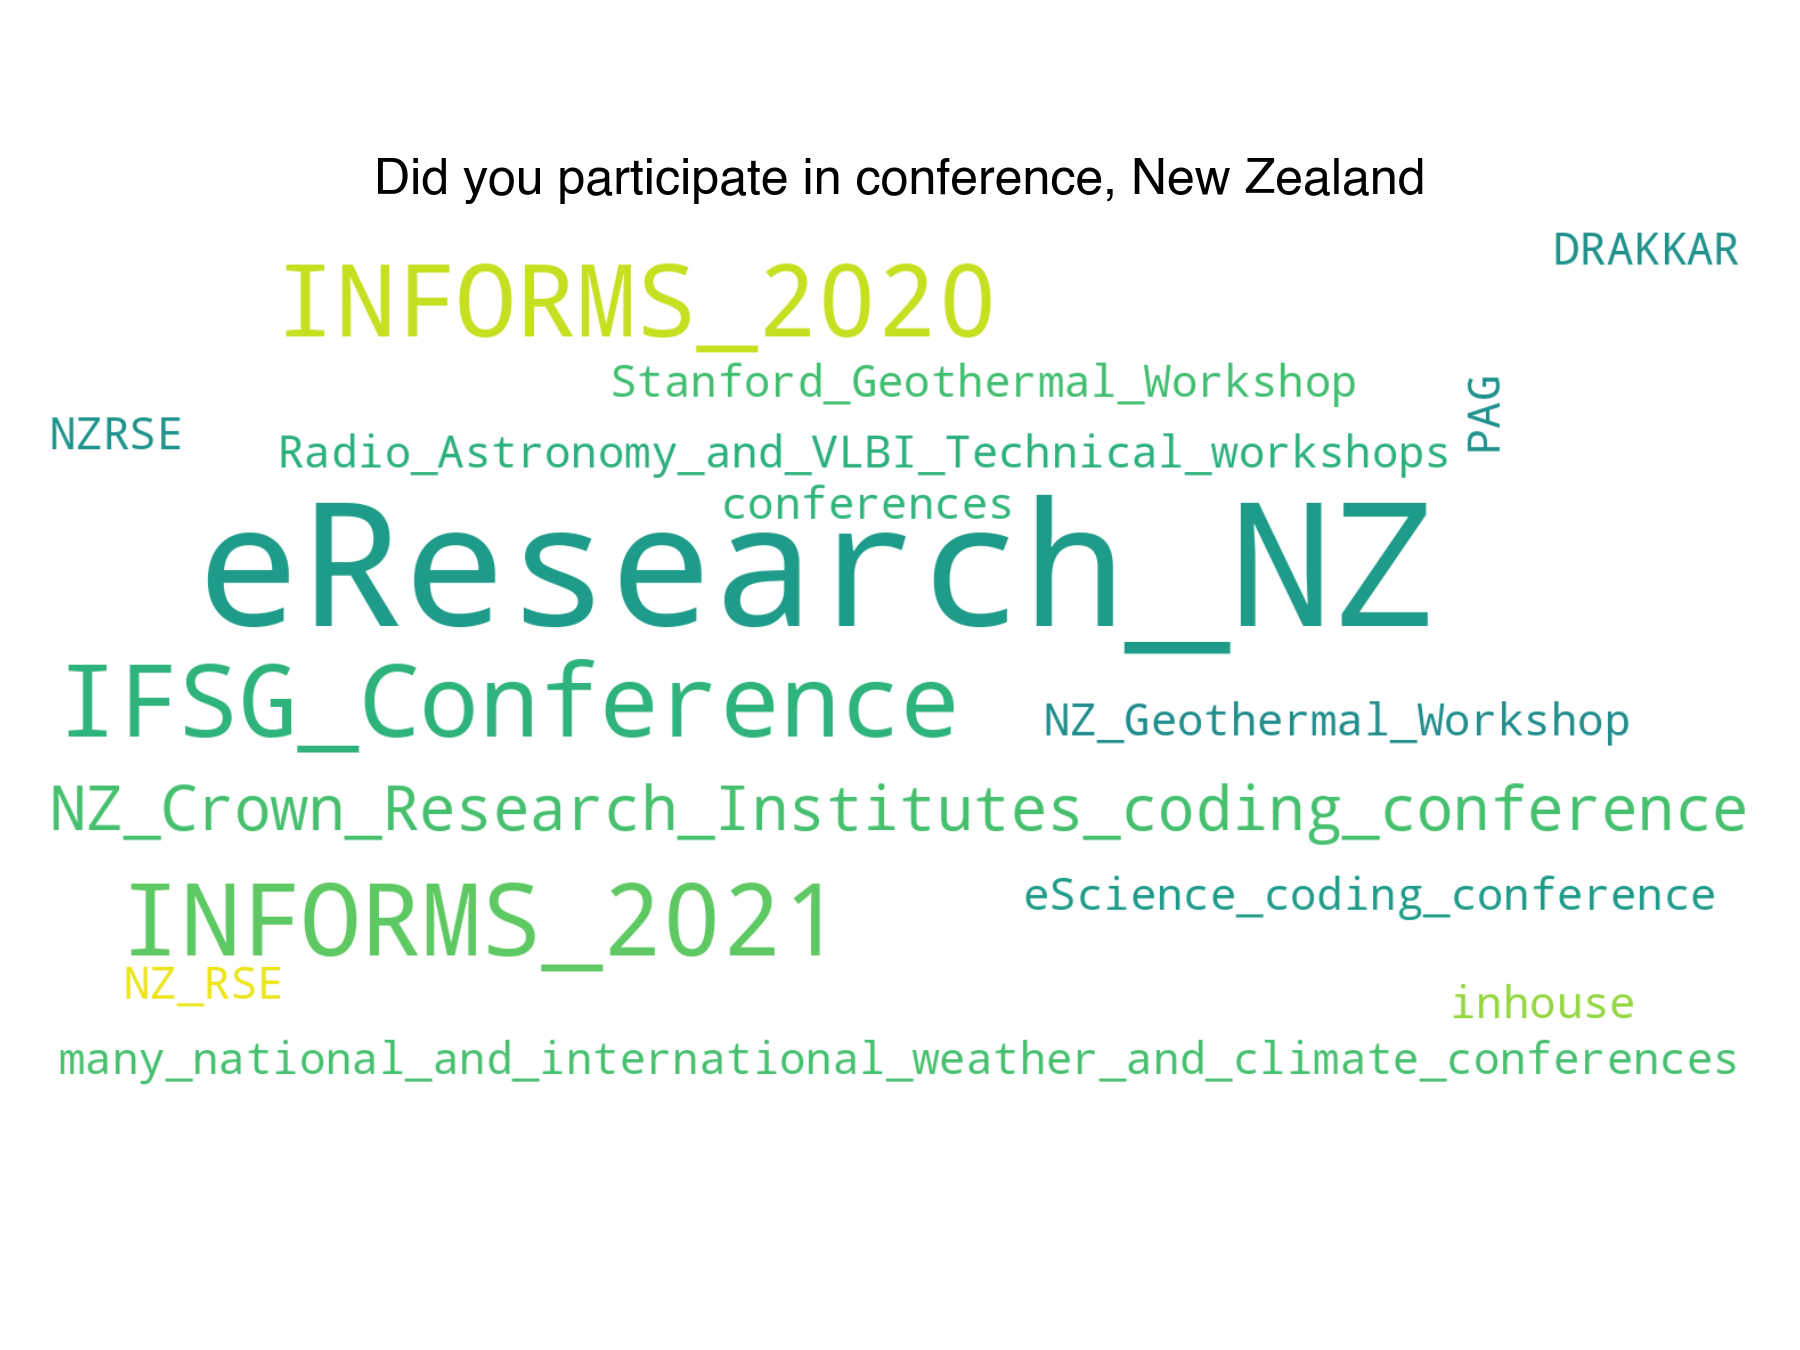 Did you participate in conference, New Zealand
DRAKKAR
INFORMS_2020
Stanford_Geothermal_Workshop
PAG
NZRSE
Radio_Astronomy_and_VLBI_Technical_workshops
conferences
eResearch_NZ
IFSG_Conference
NZ_Geothermal_Workshop
NZ_Crown_Research_Institutes_coding_conference
INFORMS_2021
eScience_coding_conference
NZ_RSE
inhouse
many_national_and_international_weather_and_climate_conferences